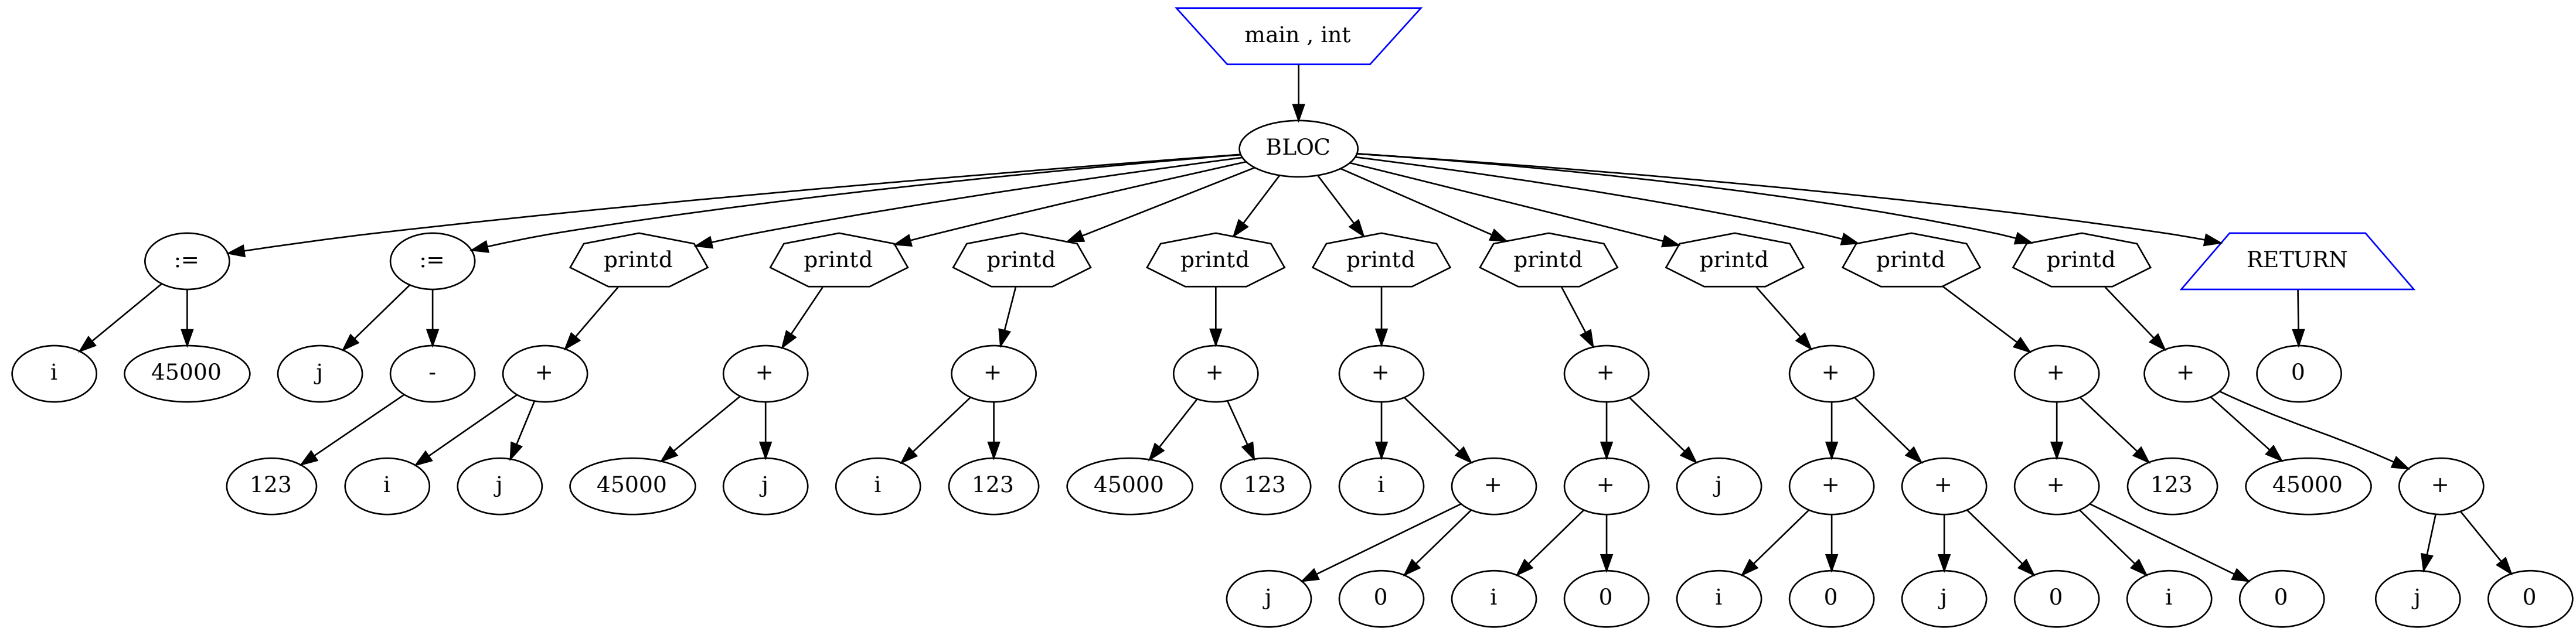 main , int
BLOC
:=
:=
printd
printd
printd
printd
printd
printd
printd
printd
printd
RETURN
i
45000
j
-
+
+
+
+
+
+
+
+
+
0
123
i
j
45000
j
i
123
45000
123
i
+
+
j
+
+
+
123
45000
+
j
0
i
0
i
0
j
0
i
0
j
0